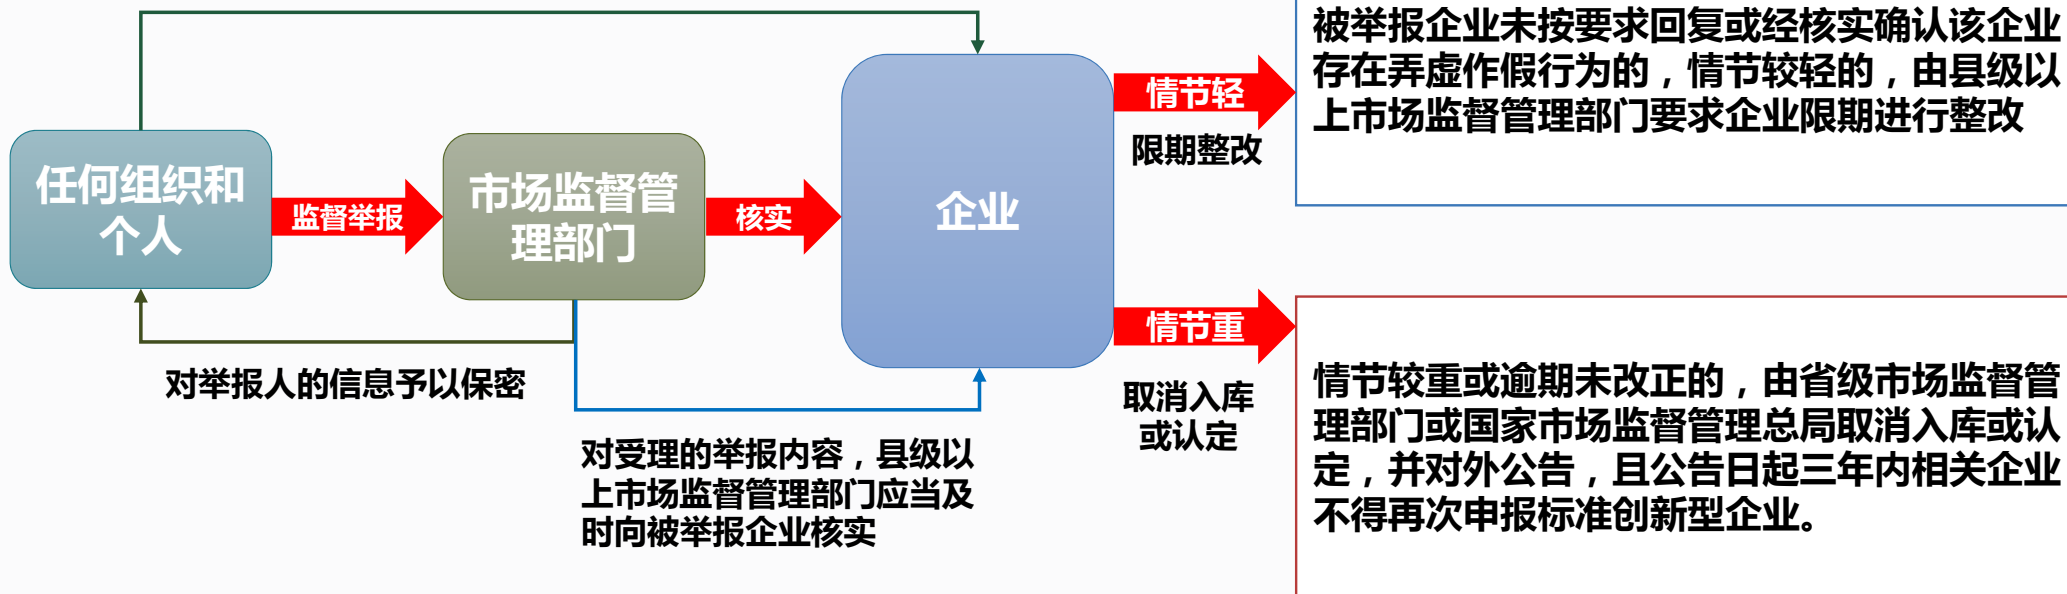 任何组织和
个人
监督举报
市场监督管
理部门
核实
企业
对举报人的信息予以保密
对受理的举报内容，县级以
上市场监督管理部门应当及
时向被举报企业核实
情节轻
限期整改
被举报企业未按要求回复或经核实确认该企业
存在弄虚作假行为的，情节较轻的，由县级以
上市场监督管理部门要求企业限期进行整改
情节重
取消入库
或认定
情节较重或逾期未改正的，由省级市场监督管
理部门或国家市场监督管理总局取消入库或认
定，并对外公告，且公告日起三年内相关企业
不得再次申报标准创新型企业。